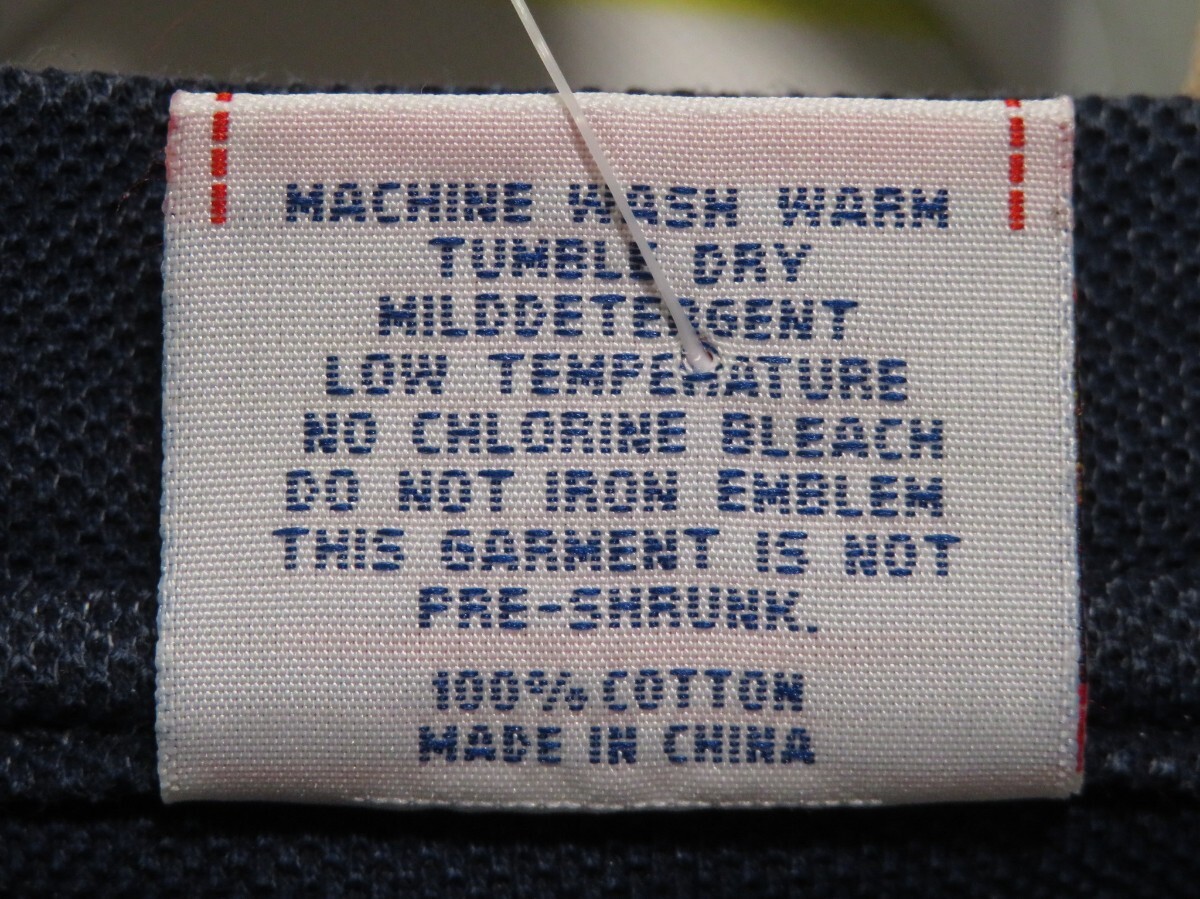 MACHINE WASH WARM
TUMBLE DRY
MILDDETERGENT
LOW TEMPERATURE
NO CHLORINE BLEACH
DO NOT IRON EMBLEM
THIS GARMENT IS NOT
PRE-SHRUNK.
100% COTTON
MADE IN CHINA